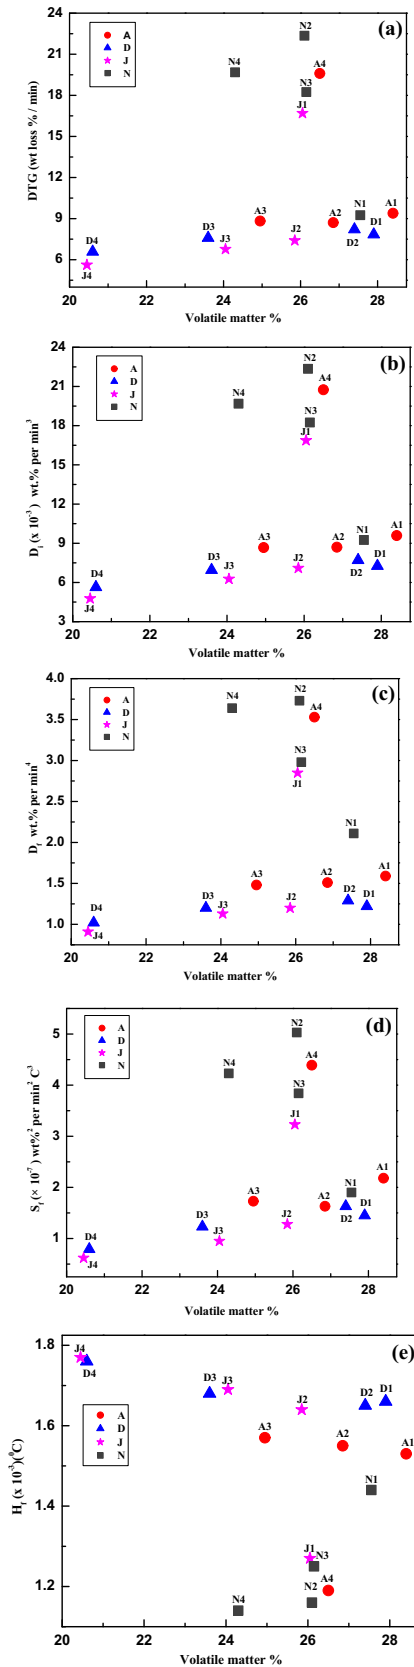 (a)
A
D
J
N
N2
N4
A4
N3
J1
A3
A2
N1
A1
D3
J3
J2
D2
D1
D4
J4
24
21
18
15
12
9
6
20 22 24 26 28
DTG (wt loss % / min)
Volatile matter %
(b)
A
D
J
N
N2
A4
N4
N3
J1
A3
A2
N1
A1
D3
J3
J2
D2
D1
D4
J4
24
21
18
15
12
9
6
3
20 22 24 26 28
Di (x 10⁻³) wt.% per min³
Volatile matter %
(c)
A
D
J
N
N4
N2
A4
N3
J1
N1
A3
A2
A1
D3
J3
J2
D2
D1
D4
J4
4.0
3.5
3.0
2.5
2.0
1.5
1.0
20 22 24 26 28
Df wt.% per min⁴
Volatile matter %
(d)
A
D
J
N
N2
N4
A4
N3
J1
A3
A2
N1
A1
D3
J3
J2
D2
D1
D4
J4
5
4
3
2
1
20 22 24 26 28
Sf (× 10⁻⁷) wt%² per min² C³
Volatile matter %
(e)
J4
D4
D3
J3
J2
D2
D1
A3
A2
A1
N1
J1
N3
A4
N2
N4
A
D
J
N
1.8
1.6
1.4
1.2
20 22 24 26 28
Hf (x 10⁻³)(⁰C)
Volatile matter %